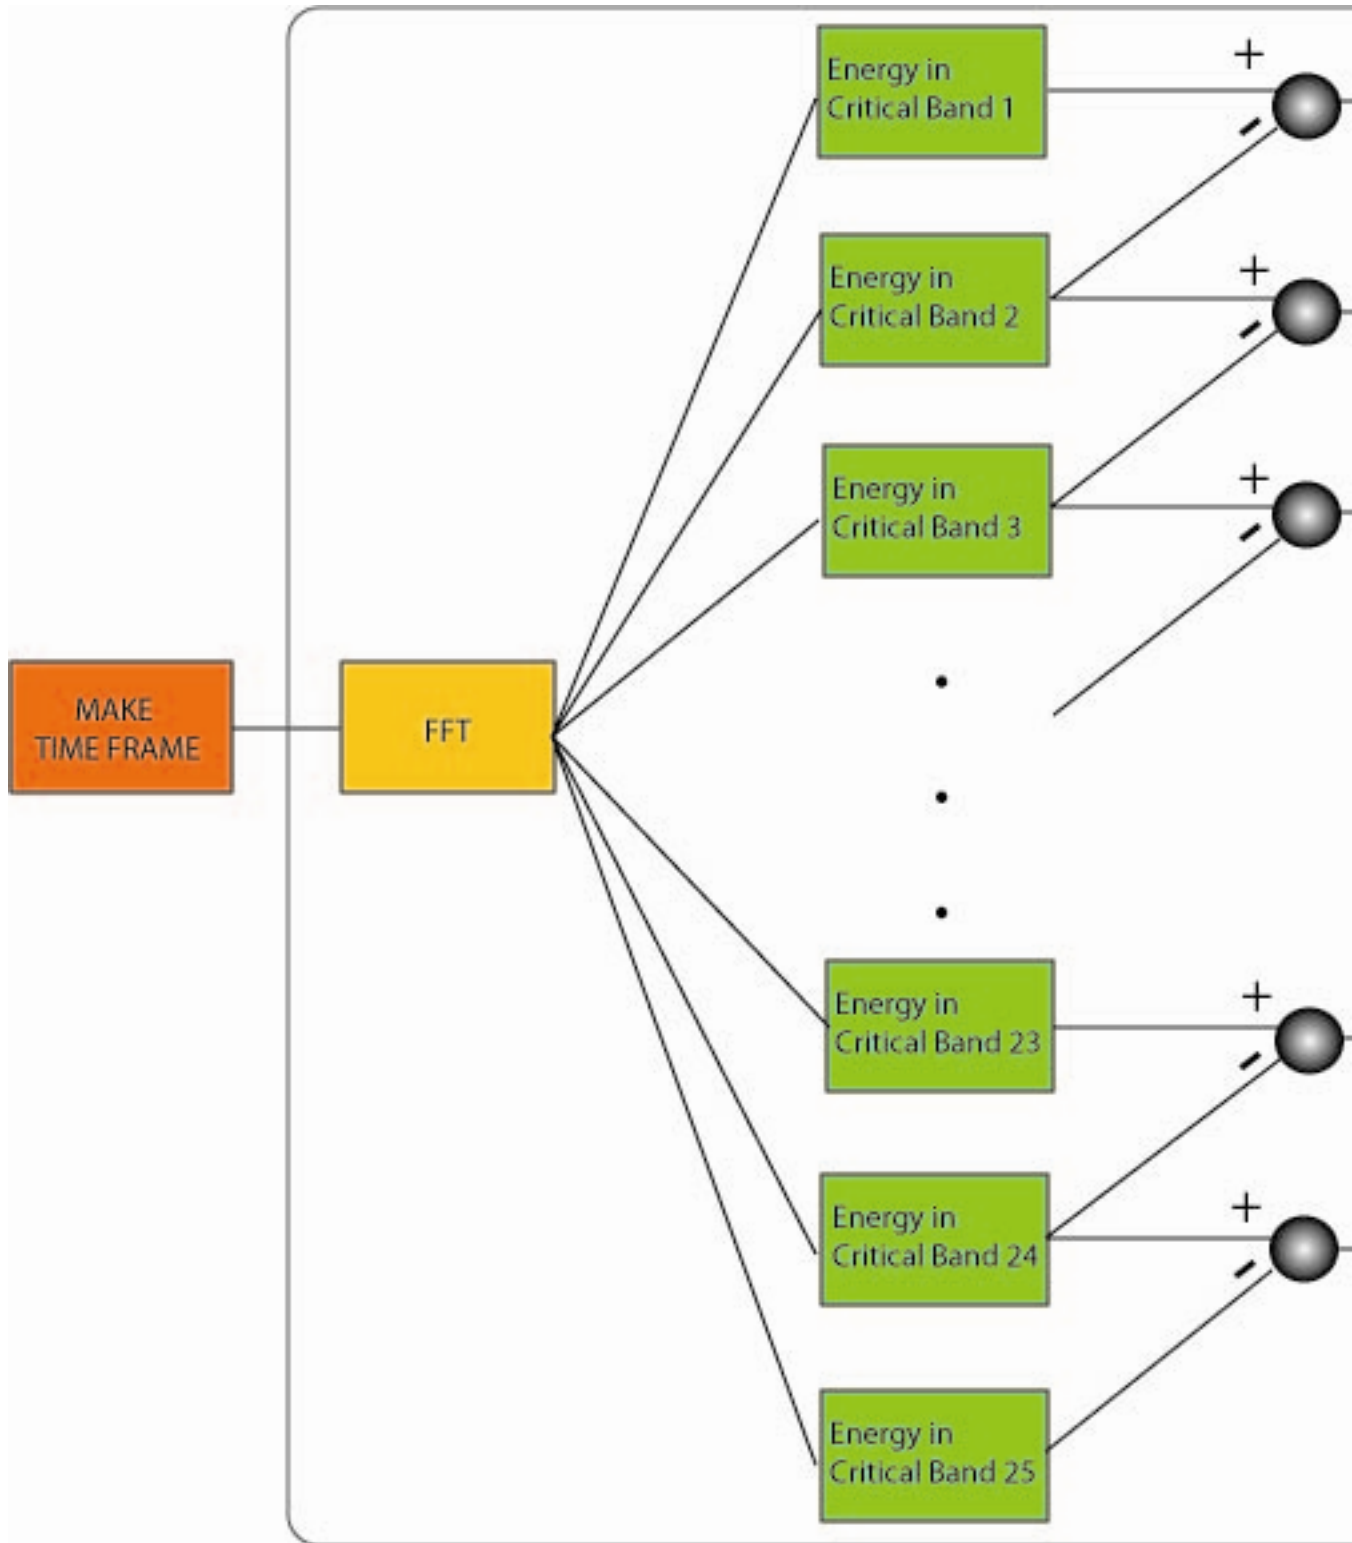 Energy in
Critical Band 1
+
-
Energy in
Critical Band 2
+
-
Energy in
Critical Band 3
+
-
MAKE
TIME FRAME
FFT
Energy in
Critical Band 23
+
-
Energy in
Critical Band 24
+
-
Energy in
Critical Band 25